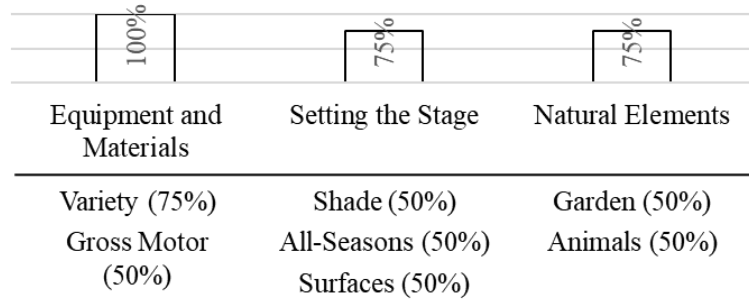 100%
75%
75%
Equipment and
Materials
Setting the Stage
Natural Elements
Variety (75%)
Shade (50%)
Garden (50%)
Gross Motor
(50%)
All-Seasons (50%)
Animals (50%)
Surfaces (50%)